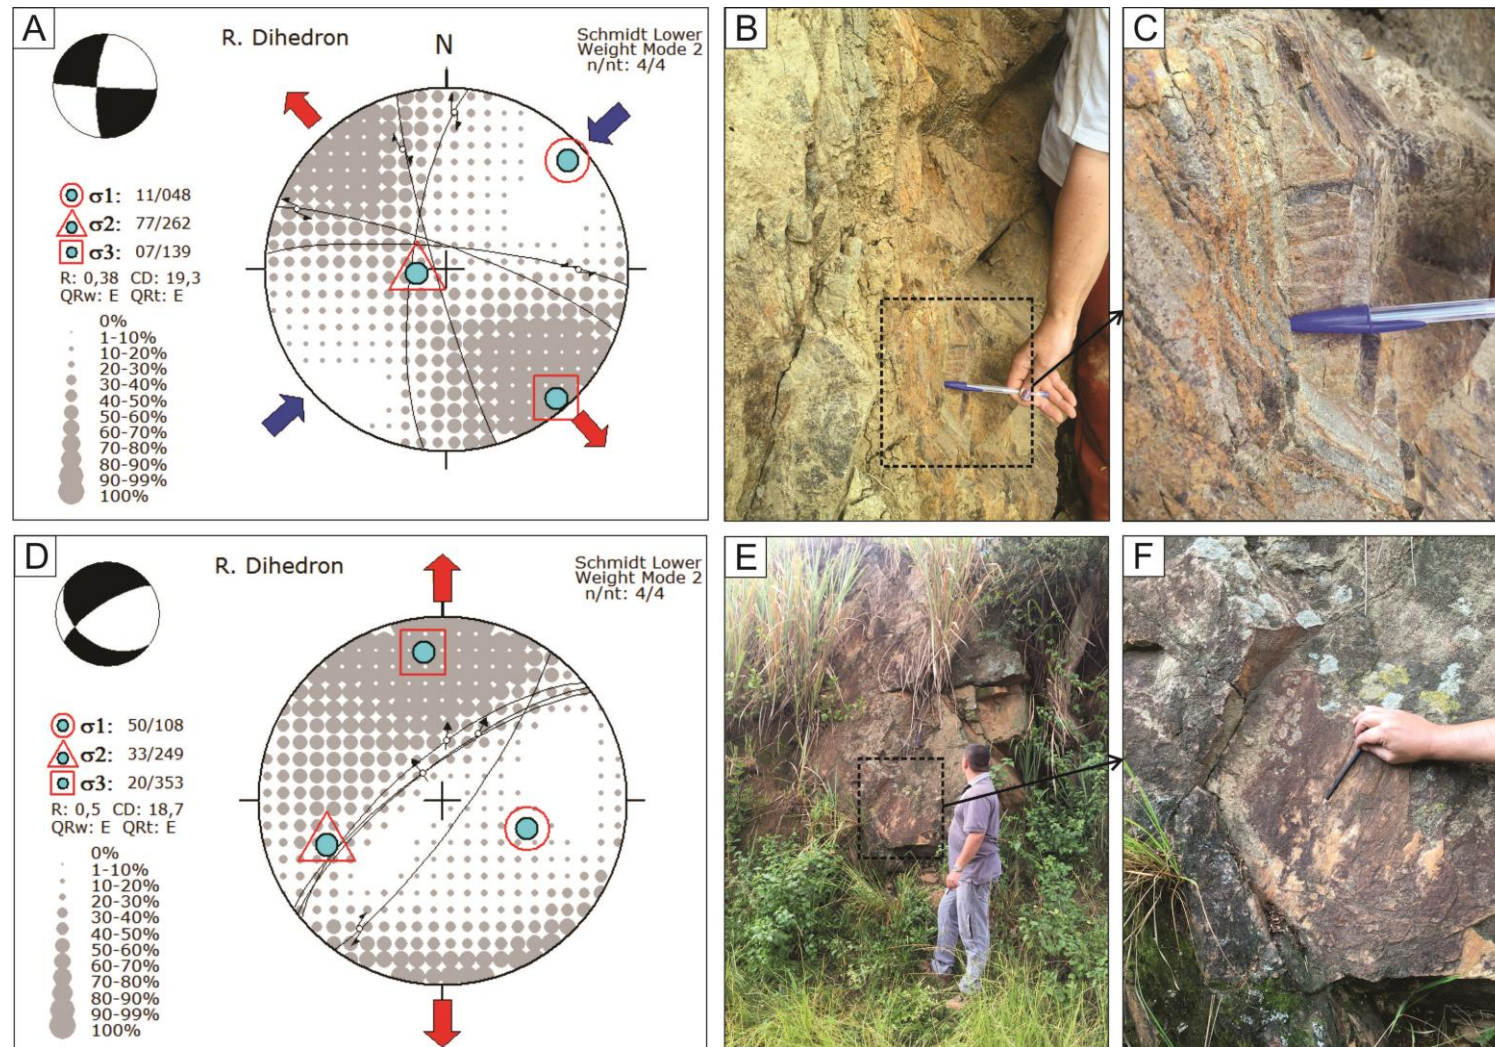 A
R. Dihedron
Schmidt Lower
Weight Mode 2
n/nt: 4/4
N
σ1: 11/048
σ2: 77/262
σ3: 07/139
R: 0,38 CD: 19,3
QRw: E QRt: E
0%
1-10%
10-20%
20-30%
30-40%
40-50%
50-60%
60-70%
70-80%
80-90%
90-99%
100%
B
C
D
R. Dihedron
Schmidt Lower
Weight Mode 2
n/nt: 4/4
σ1: 50/108
σ2: 33/249
σ3: 20/353
R: 0,5 CD: 18,7
QRw: E QRt: E
0%
1-10%
10-20%
20-30%
30-40%
40-50%
50-60%
60-70%
70-80%
80-90%
90-99%
100%
E
F